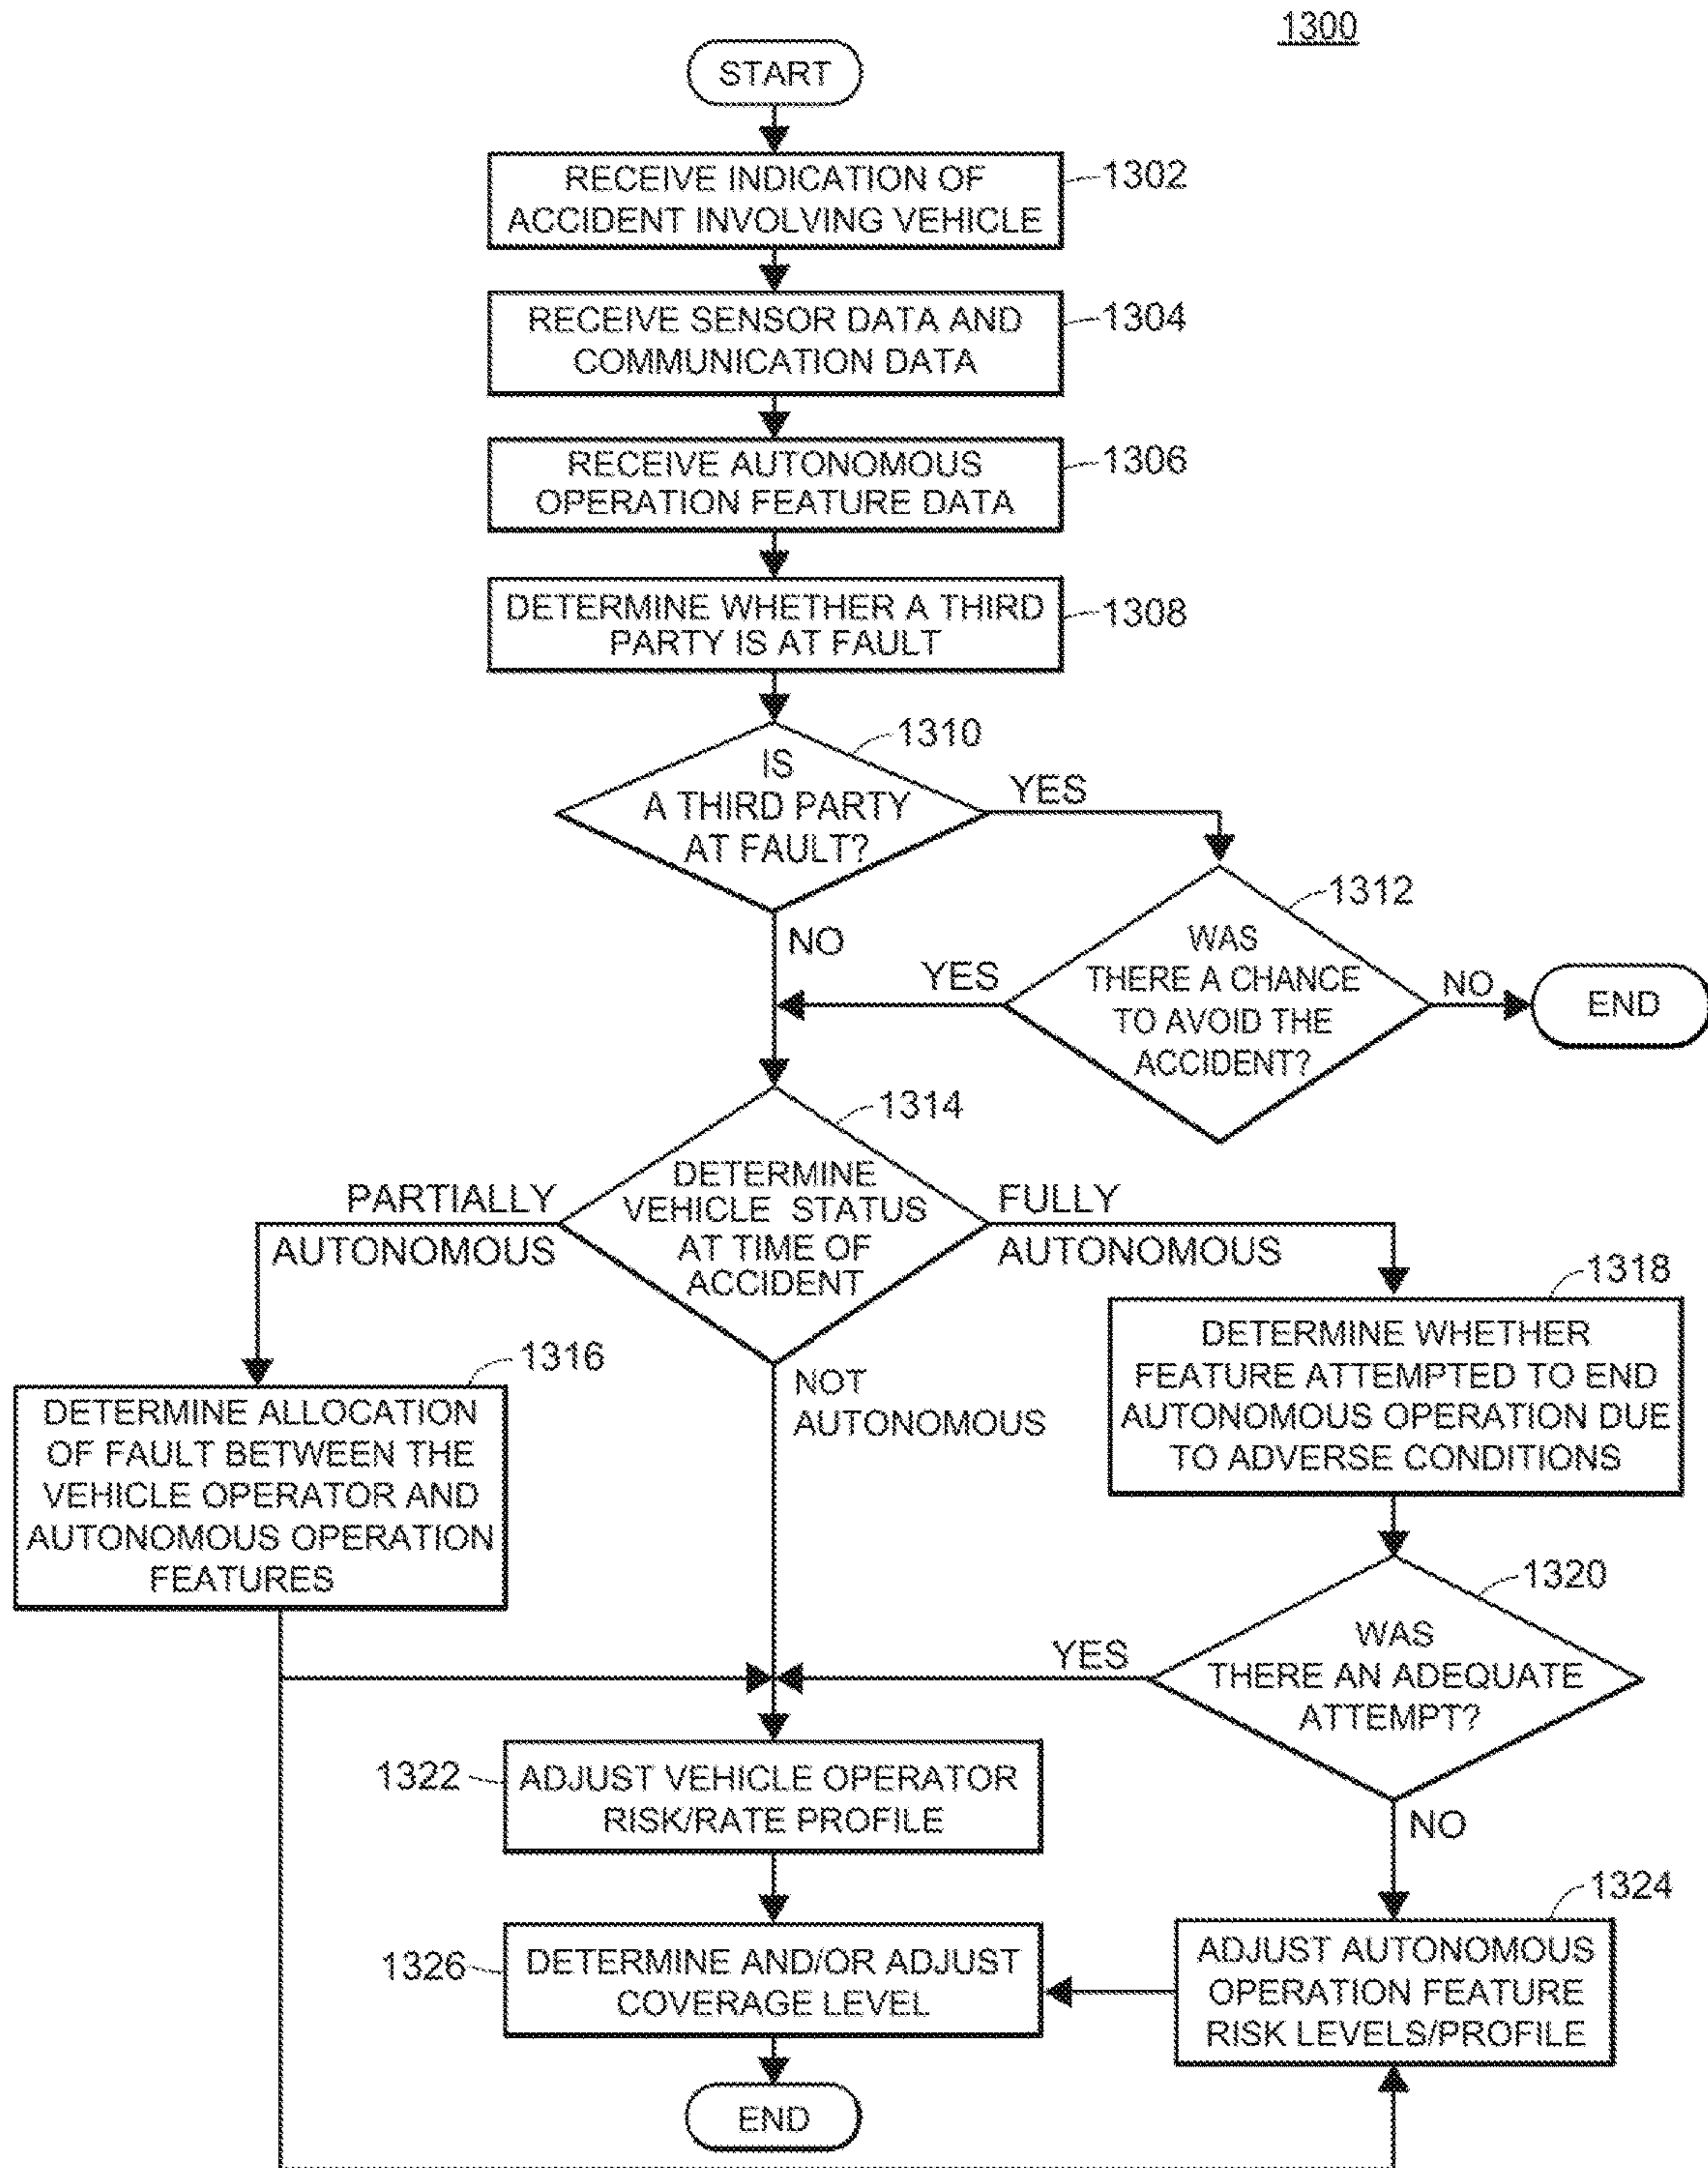 1300
START
RECEIVE INDICATION OF
ACCIDENT INVOLVING VEHICLE
1302
RECEIVE SENSOR DATA AND
COMMUNICATION DATA
1304
RECEIVE AUTONOMOUS
OPERATION FEATURE DATA
1306
DETERMINE WHETHER A THIRD
PARTY IS AT FAULT
1308
1310
IS
A THIRD PARTY
AT FAULT?
YES
NO
1312
WAS
THERE A CHANCE
TO AVOID THE
ACCIDENT?
YES
NO
END
1314
DETERMINE
VEHICLE STATUS
AT TIME OF
ACCIDENT
PARTIALLY
AUTONOMOUS
FULLY
AUTONOMOUS
NOT
AUTONOMOUS
1316
DETERMINE ALLOCATION
OF FAULT BETWEEN THE
VEHICLE OPERATOR AND
AUTONOMOUS OPERATION
FEATURES
1318
DETERMINE WHETHER
FEATURE ATTEMPTED TO END
AUTONOMOUS OPERATION DUE
TO ADVERSE CONDITIONS
1320
WAS
THERE AN ADEQUATE
ATTEMPT?
YES
NO
1322
ADJUST VEHICLE OPERATOR
RISK/RATE PROFILE
1324
ADJUST AUTONOMOUS
OPERATION FEATURE
RISK LEVELS/PROFILE
1326
DETERMINE AND/OR ADJUST
COVERAGE LEVEL
END